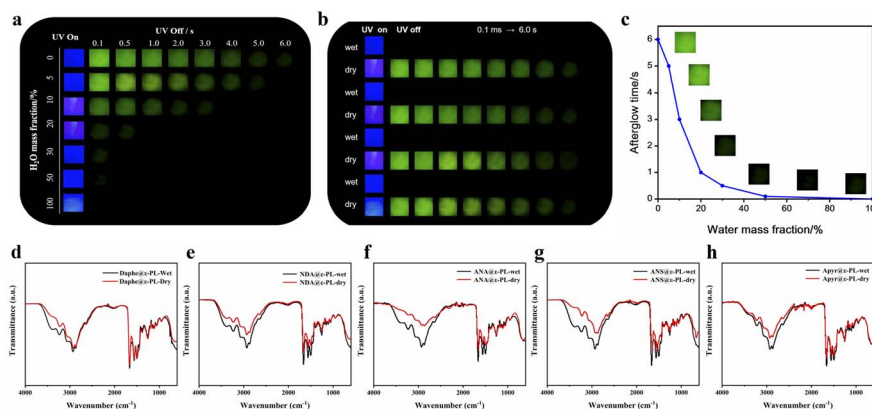 a
UV Off / s
UV On
0.1 0.5 1.0 2.0 3.0 4.0 5.0 6.0
H2O mass fraction/%
0
5
10
20
30
50
100
b
UV on UV off 0.1 ms → 6.0 s
wet
dry
wet
dry
wet
dry
wet
dry
c
Afterglow time/s
6
5
4
3
2
1
0
0 20 40 60 80 100
Water mass fraction/%
d
Daphe@ε-PL-Wet
Daphe@ε-PL-Dry
Transmittance (a.u.)
4000 3000 2000 1000
Wavenumber (cm-1)
e
NDA@ε-PL-wet
NDA@ε-PL-dry
Transmittance (a.u.)
4000 3000 2000 1000
Wavenumber (cm-1)
f
ANA@ε-PL-wet
ANA@ε-PL-dry
Transmittance (a.u.)
4000 3000 2000 1000
Wavenumber (cm-1)
g
ANS@ε-PL-wet
ANS@ε-PL-dry
Transmittance (a.u.)
4000 3000 2000 1000
Wavenumber (cm-1)
h
Apyr@ε-PL-wet
Apyr@ε-PL-dry
Transmittance (a.u.)
4000 3000 2000 1000
Wavenumber (cm-1)